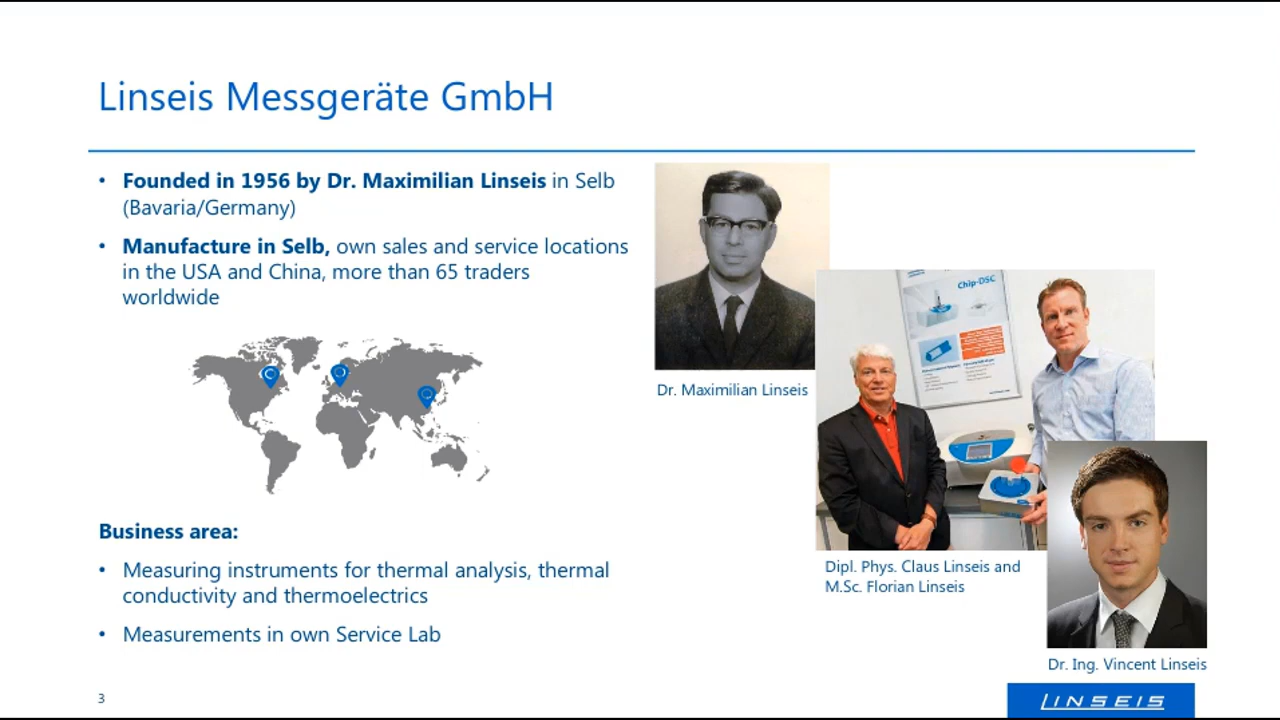 Linseis Messgeräte GmbH
• Founded in 1956 by Dr. Maximilian Linseis in Selb
(Bavaria/Germany)
• Manufacture in Selb, own sales and service locations
in the USA and China, more than 65 traders
worldwide
Business area:
• Measuring instruments for thermal analysis, thermal
conductivity and thermoelectrics
• Measurements in own Service Lab
Dr. Maximilian Linseis
Chip-DSC
Dipl. Phys. Claus Linseis and
M.Sc. Florian Linseis
Dr. Ing. Vincent Linseis
3
LINSEIS